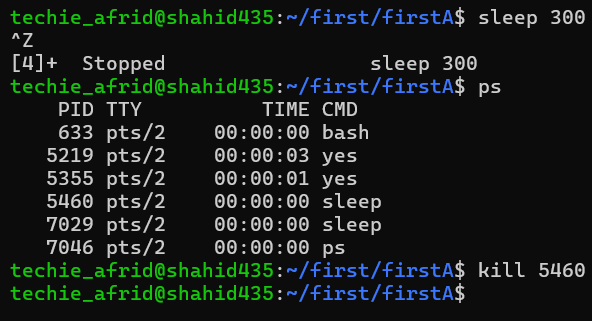 techie_afrid@shahid435:~/first/firstA$ sleep 300
^Z
[4]+  Stopped                 sleep 300
techie_afrid@shahid435:~/first/firstA$ ps
    PID TTY          TIME CMD
    633 pts/2    00:00:00 bash
   5219 pts/2    00:00:03 yes
   5355 pts/2    00:00:01 yes
   5460 pts/2    00:00:00 sleep
   7029 pts/2    00:00:00 sleep
   7046 pts/2    00:00:00 ps
techie_afrid@shahid435:~/first/firstA$ kill 5460
techie_afrid@shahid435:~/first/firstA$